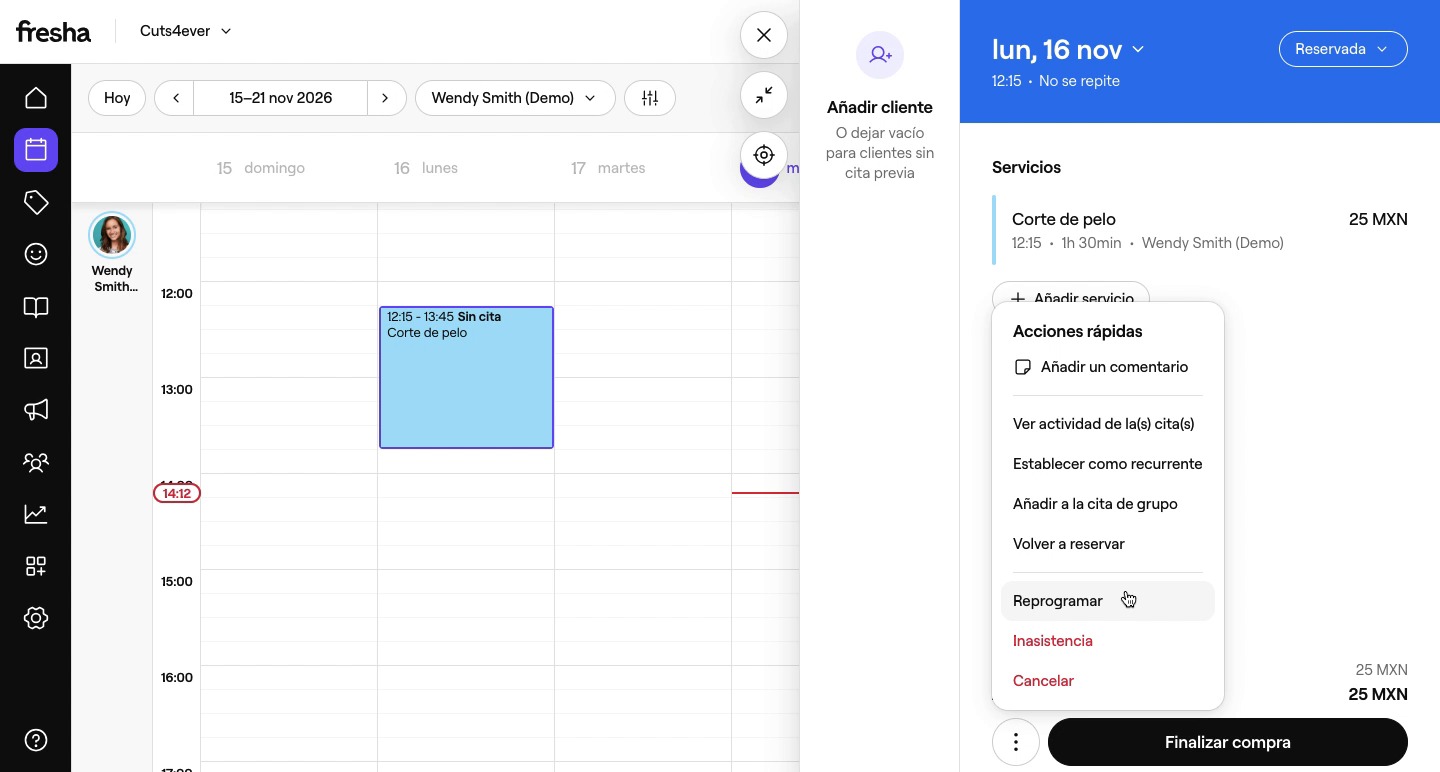 fresha
Cuts4ever
Hoy
15–21 nov 2026
Wendy Smith (Demo)
15 domingo
16 lunes
17 martes
m
Wendy
Smith...
12:00
13:00
14:12
15:00
16:00
17:00
12:15 - 13:45 Sin cita
Corte de pelo
Añadir cliente
O dejar vacío
para clientes sin
cita previa
lun, 16 nov
Reservada
12:15 • No se repite
Servicios
Corte de pelo
25 MXN
12:15 • 1h 30min • Wendy Smith (Demo)
Añadir servicio
Acciones rápidas
Añadir un comentario
Ver actividad de la(s) cita(s)
Establecer como recurrente
Añadir a la cita de grupo
Volver a reservar
Reprogramar
Inasistencia
Cancelar
25 MXN
25 MXN
Finalizar compra